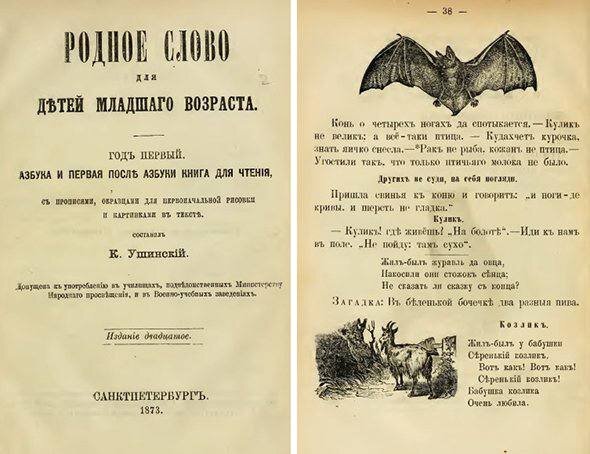 РОДНОЕ СЛОВО
ДЛЯ
ДѢТЕЙ МЛАДШАГО ВОЗРАСТА.
ГОДЪ ПЕРВЫЙ.
АЗБУКА И ПЕРВАЯ ПОСЛѢ АЗБУКИ КНИГА ДЛЯ ЧТЕНІЯ,
СЪ ПРОПИСЯМИ, ОБРАЗЦАМИ ДЛЯ ПЕРВОНАЧАЛЬНОЙ РИСОВКИ
И КАРТИНКАМИ ВЪ ТЕКСТѢ.
СОСТАВИЛЪ
К. Ушинскій.
Допущена къ употребленію въ училищахъ, подвѣдомственныхъ Министерству
Народнаго просвѣщенія, и въ Военно-учебныхъ заведеніяхъ.
Изданіе двадцатое.
САНКТПЕТЕРБУРГЪ.
1873.
— 38 —
Конь о четырехъ ногахъ да спотыкается.—Куликъ
не великъ: а всё-таки птица. — Кудахчетъ курочка,
знать яичко снесла.—*Ракъ не рыба, кожанъ не птица.—
Угостили такъ, что только птичьяго молока не было.
Другихъ не суди, на себя погляди.
Пришла свинья къ коню и говоритъ: „и ноги-де
кривы, и шерсть не гладка."
Куликъ.
— Куликъ! гдѣ живёшь? „На болотѣ".—Иди къ намъ
въ поле. „Не пойду: тамъ сухо".
Жилъ-былъ журавль да овца,
Накосили они стожокъ сѣнца;
Не сказать ли сказку съ конца?
ЗАГАДКА: Въ бѣленькой бочечкѣ два разныя пива.
Козликъ.
Жилъ-былъ у бабушки
Сѣренькій козликъ,
Вотъ какъ! Вотъ какъ!
Сѣренькій козликъ!
Бабушка козлика
Очень любила.